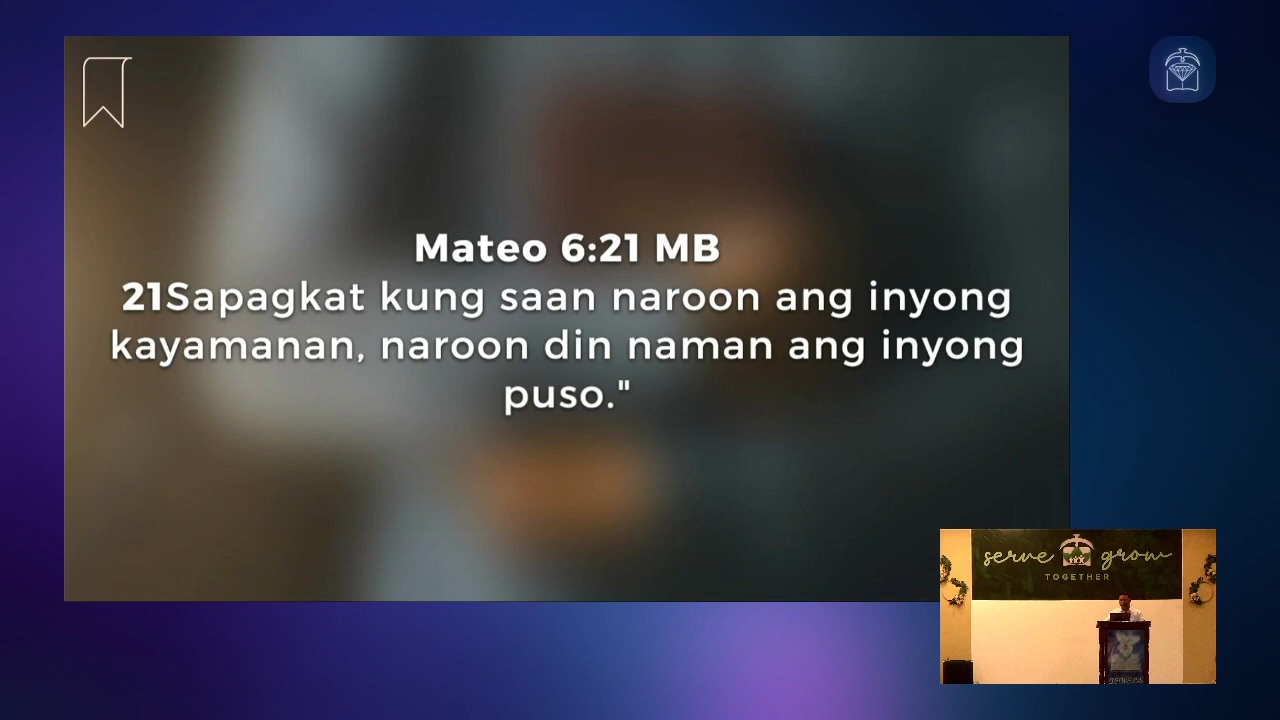 Mateo 6:21 MB
21Sapagkat kung saan naroon ang inyong
kayamanan, naroon din naman ang inyong
puso."
serve grow
TOGETHER